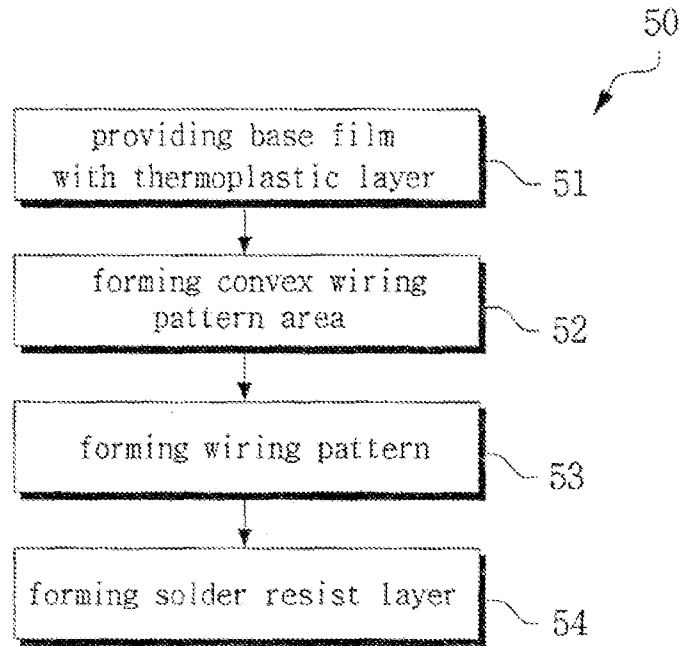 50
providing base film
with thermoplastic layer
51
forming convex wiring
pattern area
52
forming wiring pattern
53
forming solder resist layer
54